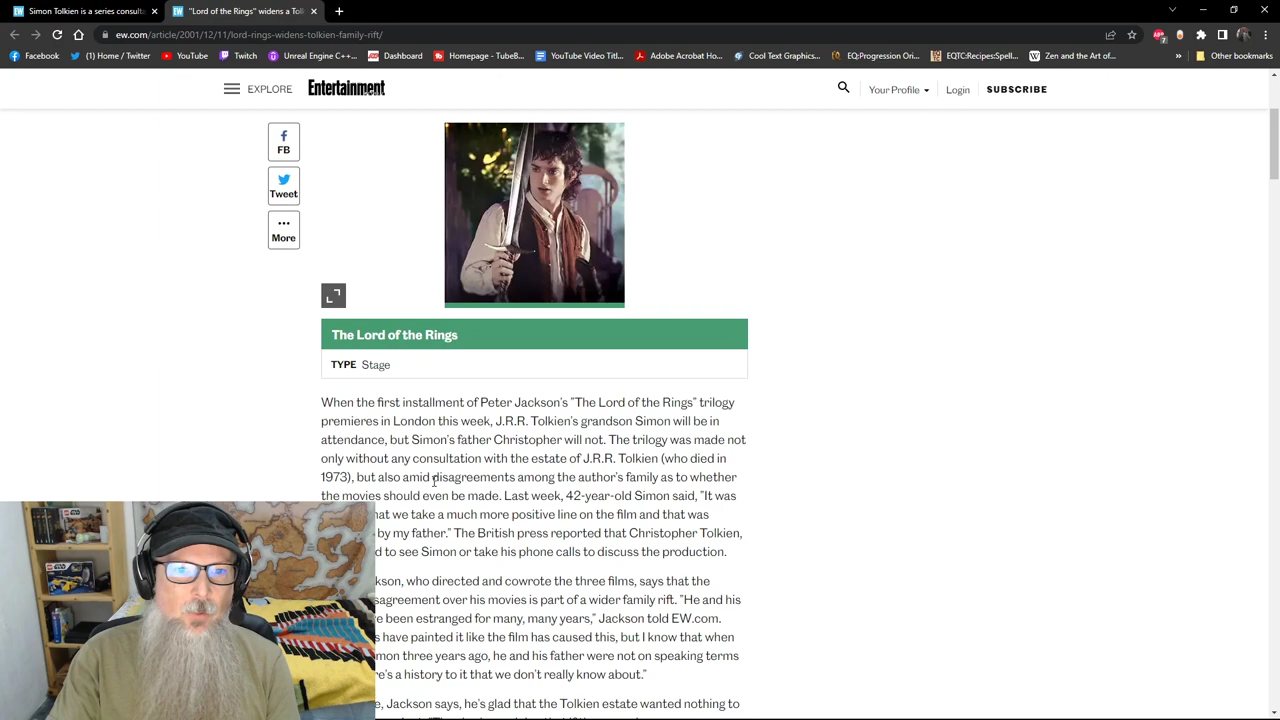 Simon Tolkien is a series consulta
"Lord of the Rings" widens a Tol
ew.com/article/2001/12/11/lord-rings-widens-tolkien-family-rift/
Facebook
(2) Authoring
YouTube
Twitch
Unreal Engine C++...
Dashboard
Homepage - TubeB...
YouTube Video Tem...
Adobe Acrobat Ho...
Cool Text Graphics...
EQ:Progression Ori...
EQTC:Recipes:Spell...
Writ Zen and the Art of...
Other bookmarks
EXPLORE
Entertainment
Your Profile
Login
SUBSCRIBE
FB
Tweet
More
The Lord of the Rings
TYPE Stage
When the first installment of Peter Jackson's "The Lord of the Rings" trilogy
premieres in London this week, J.R.R. Tolkien's grandson Simon will be in
attendance, but Simon's father Christopher will not. The trilogy was made not
only without any consultation with the estate of J.R.R. Tolkien (who died in
1973), but also amid disagreements among the author's family as to whether
the movies should even be made. Last week, 42-year-old Simon said, "It was
hat we take a much more positive line on the film and that was
by my father." The British press reported that Christopher Tolkien,
d to see Simon or take his phone calls to discuss the production.
kson, who directed and cowrote the three films, says that the
sagreement over his movies is part of a wider family rift. "He and his
e been estranged for many, many years," Jackson told EW.com.
s have painted it like the film has caused this, but I know that when
mon three years ago, he and his father were not on speaking terms
re's a history to it that we don't really know about."
e, Jackson says, he's glad that the Tolkien estate wanted nothing to